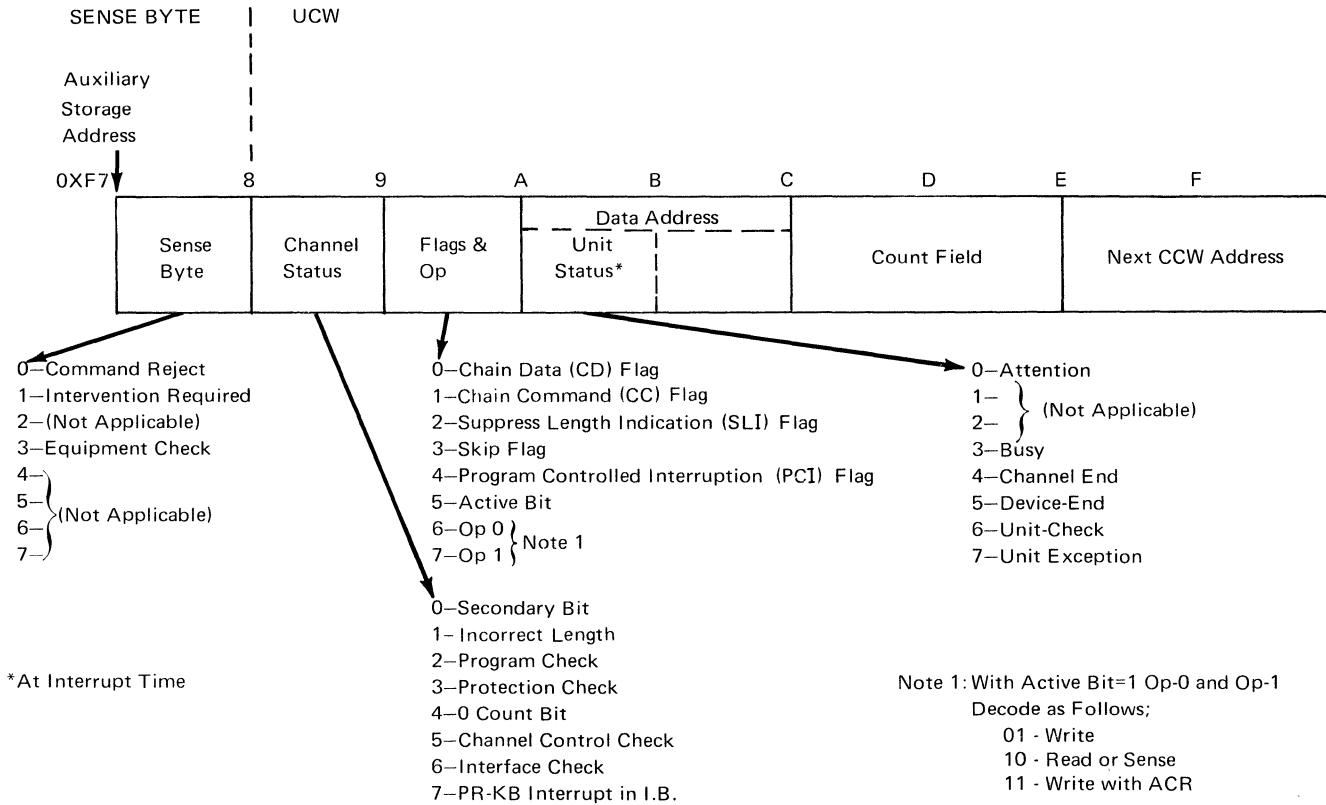 SENSE BYTE
UCW
Auxiliary
Storage
Address
0XF7 8 9 A B C D E F
Sense
Byte
Channel
Status
Flags &
Op
Data Address
Unit
Status*
Count Field
Next CCW Address
0—Command Reject
1—Intervention Required
2—(Not Applicable)
3—Equipment Check
4—
5—
6—
7—
(Not Applicable)
0—Chain Data (CD) Flag
1—Chain Command (CC) Flag
2—Suppress Length Indication (SLI) Flag
3—Skip Flag
4—Program Controlled Interruption (PCI) Flag
5—Active Bit
6—Op 0
7—Op 1
Note 1
0—Attention
1—
2—
(Not Applicable)
3—Busy
4—Channel End
5—Device-End
6—Unit-Check
7—Unit Exception
0—Secondary Bit
1—Incorrect Length
2—Program Check
3—Protection Check
4—0 Count Bit
5—Channel Control Check
6—Interface Check
7—PR-KB Interrupt in I.B.
*At Interrupt Time
Note 1: With Active Bit=1 Op-0 and Op-1
Decode as Follows;
01 - Write
10 - Read or Sense
11 - Write with ACR